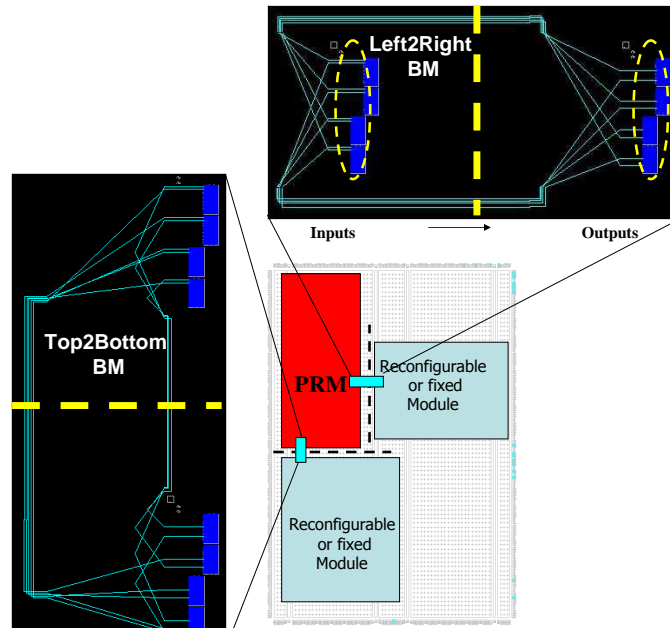 Left2Right
BM
Inputs
Outputs
Top2Bottom
BM
PRM
Reconfigurable
or fixed
Module
Reconfigurable
or fixed
Module